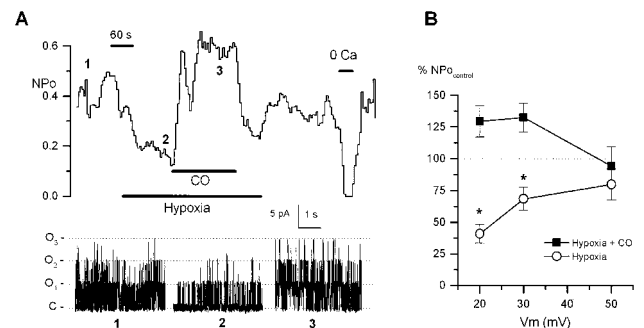 A
60 s
0.6
0.4
0.2
0.0
NPo
1
2
3
0 Ca
CO
Hypoxia
5 pA
1 s
O3
O2
O1
C
1
2
3
B
% NPocontrol
150
125
100
75
50
25
0
*
*
Hypoxia + CO
Hypoxia
20
30
40
50
Vm (mV)